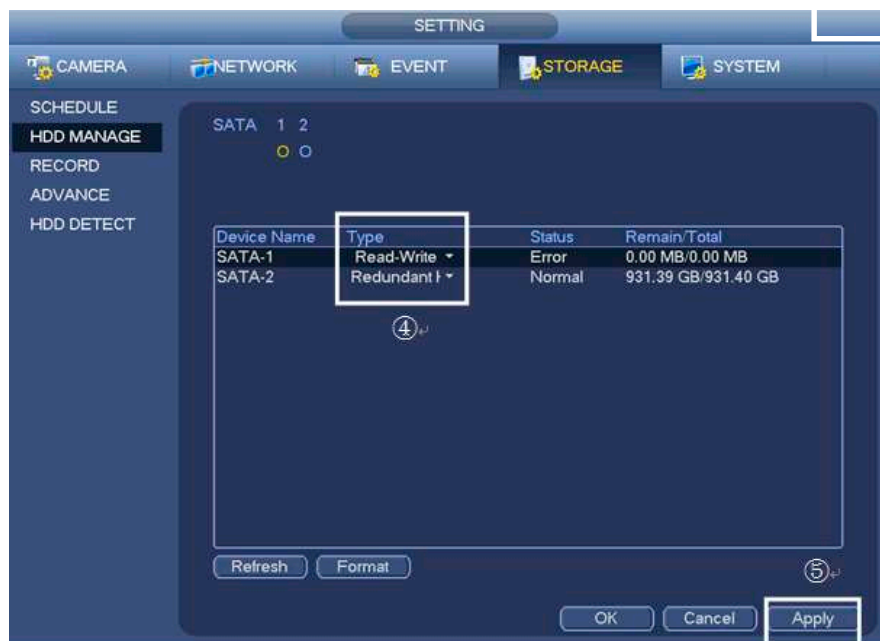 SETTING
CAMERA NETWORK EVENT STORAGE SYSTEM
SCHEDULE
HDD MANAGE
RECORD
ADVANCE
HDD DETECT
SATA 1 2
Device Name Type Status Remain/Total
SATA-1 Read-Write Error 0.00 MB/0.00 MB
SATA-2 Redundant H Normal 931.39 GB/931.40 GB
④
Refresh Format
⑤
OK Cancel Apply